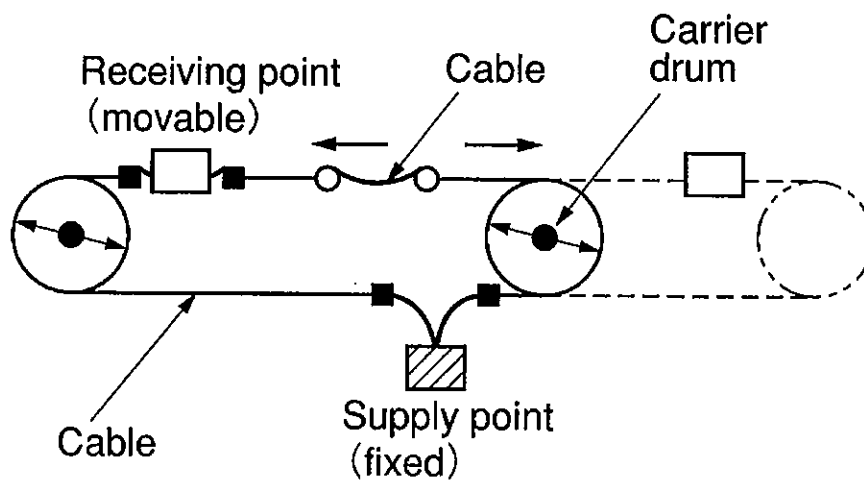 Carrier
drum
Cable
Receiving point
(movable)
Supply point
(fixed)
Cable